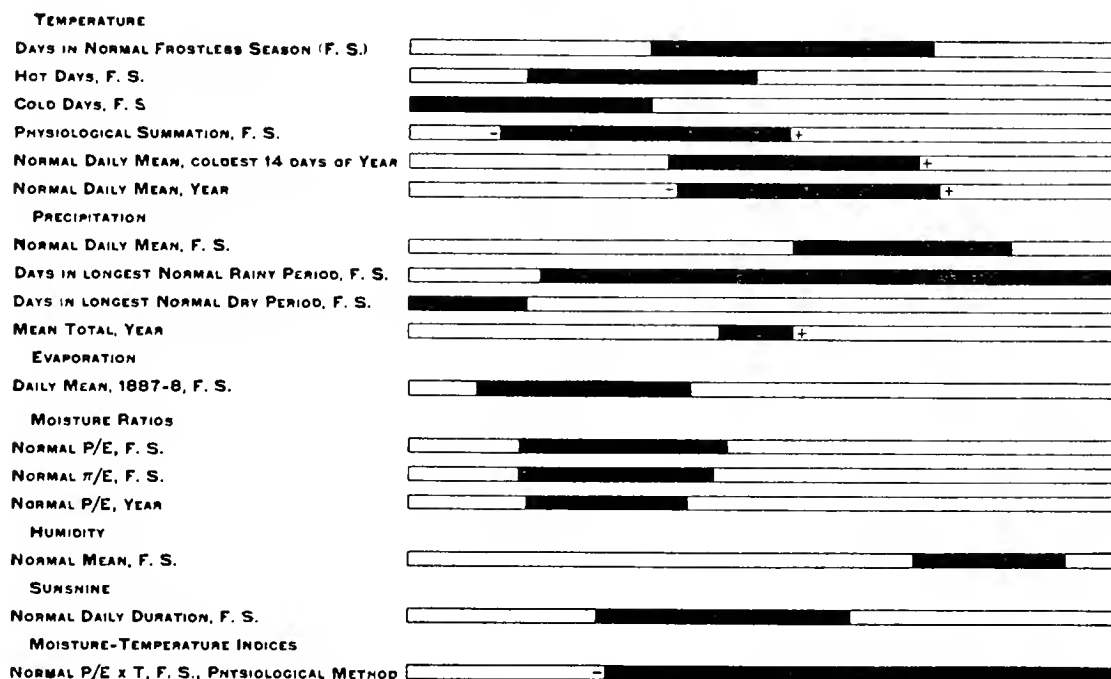 TEMPERATURE
DAYS IN NORMAL FROSTLESS SEASON (F. S.)
HOT DAYS, F. S.
COLD DAYS, F. S
PHYSIOLOGICAL SUMMATION, F. S. - +
NORMAL DAILY MEAN, COLDEST 14 DAYS OF YEAR +
NORMAL DAILY MEAN, YEAR - +
PRECIPITATION
NORMAL DAILY MEAN, F. S.
DAYS IN LONGEST NORMAL RAINY PERIOD, F. S.
DAYS IN LONGEST NORMAL DRY PERIOD, F. S.
MEAN TOTAL, YEAR +
EVAPORATION
DAILY MEAN, 1887-8, F. S.
MOISTURE RATIOS
NORMAL P/E, F. S.
NORMAL π/E, F. S.
NORMAL P/E, YEAR
HUMIDITY
NORMAL MEAN, F. S.
SUNSHINE
NORMAL DAILY DURATION, F. S.
MOISTURE-TEMPERATURE INDICES
NORMAL P/E x T, F. S., PHYSIOLOGICAL METHOD -